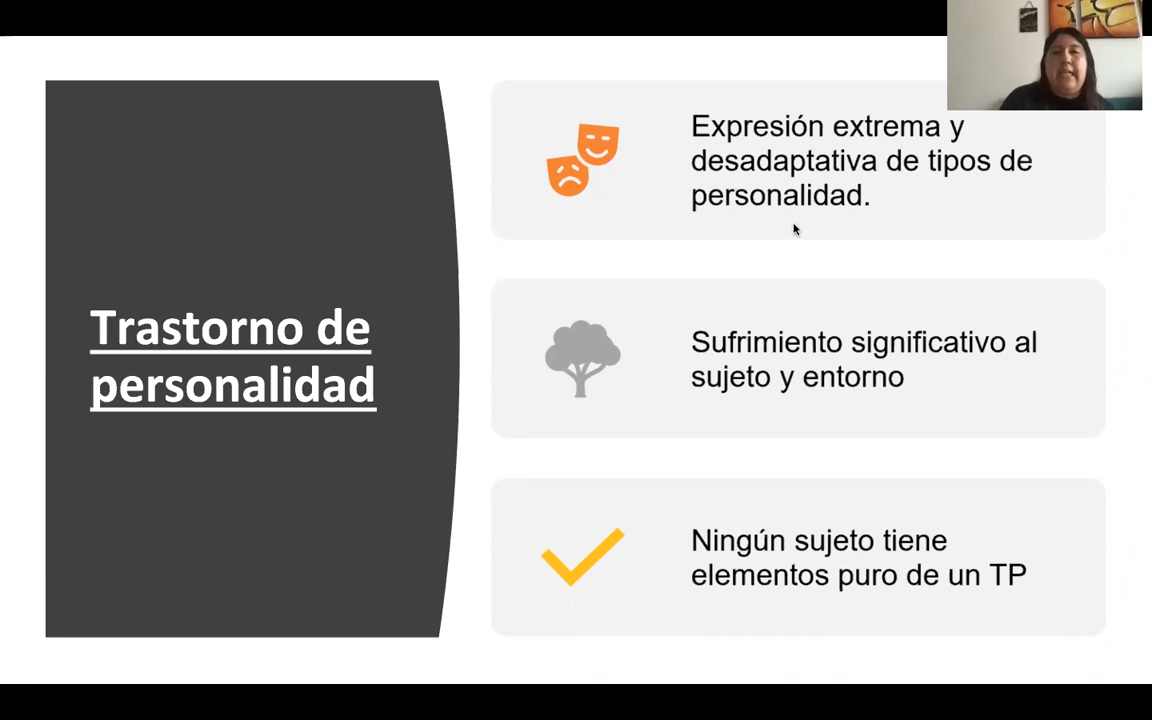 Trastorno de
personalidad
Expresión extrema y
desadaptativa de tipos de
personalidad.
Sufrimiento significativo al
sujeto y entorno
Ningún sujeto tiene
elementos puro de un TP